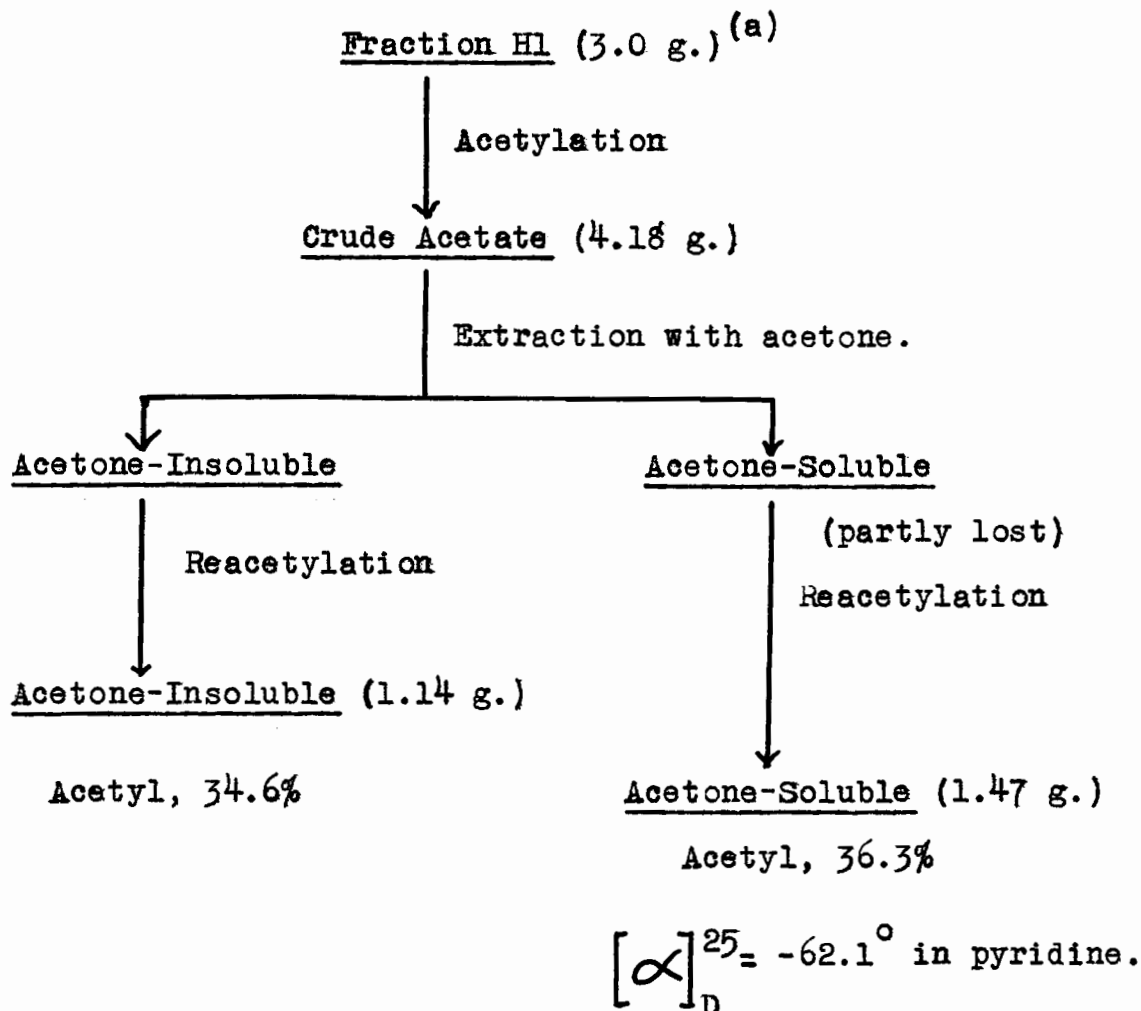 Fraction H1 (3.0 g.)(a)
Acetylation
Crude Acetate (4.18 g.)
Extraction with acetone.
Acetone-Insoluble
Reacetylation
Acetone-Insoluble (1.14 g.)
Acetyl, 34.6%
Acetone-Soluble
(partly lost)
Reacetylation
Acetone-Soluble (1.47 g.)
Acetyl, 36.3%
[α]25D = -62.1° in pyridine.